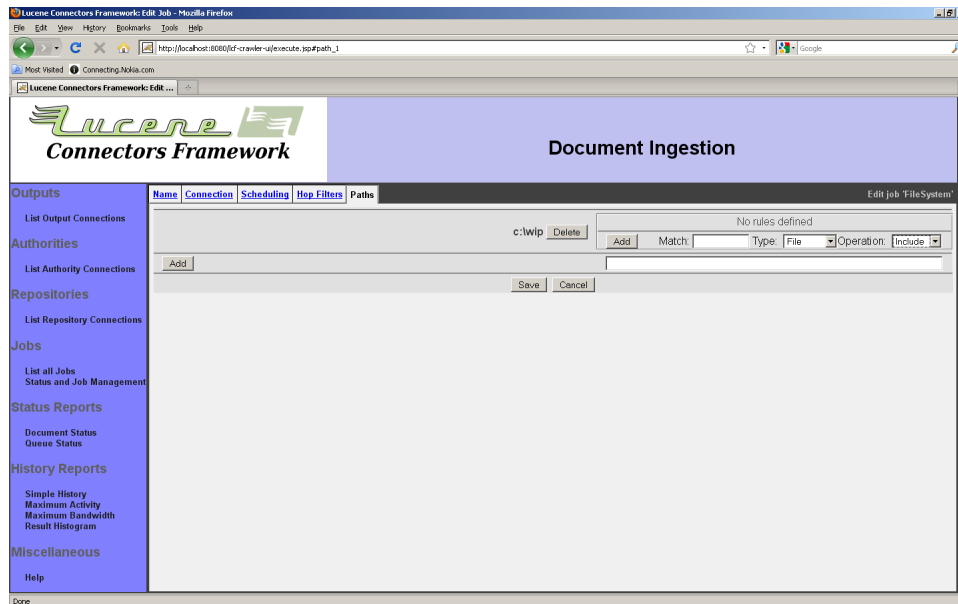 Lucene Connectors Framework: Edit Job - Mozilla Firefox
File Edit View History Bookmarks Tools Help
http://localhost:8080/lcf-crawler-ui/execute.jsp#path_1
Google
Most Visited Connecting.Nokia.com
Lucene Connectors Framework: Edit ...
Lucene
Connectors Framework
Document Ingestion
Outputs
List Output Connections
Authorities
List Authority Connections
Repositories
List Repository Connections
Jobs
List all Jobs
Status and Job Management
Status Reports
Document Status
Queue Status
History Reports
Simple History
Maximum Activity
Maximum Bandwidth
Result Histogram
Miscellaneous
Help
Name Connection Scheduling Hop Filters Paths Edit job 'FileSystem'
No rules defined
c:\wip Delete Add Match: Type: File Operation: Include
Add
Save Cancel
Done